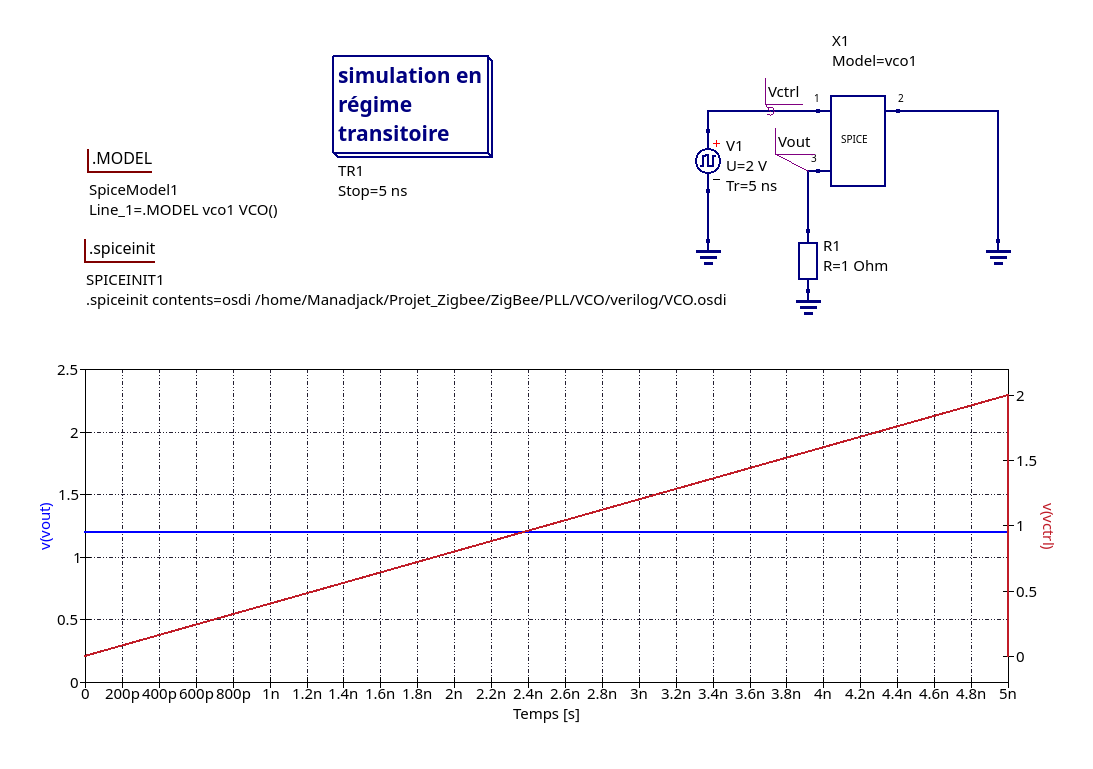 X1
Model=vco1
simulation en
régime
transitoire
TR1
Stop=5 ns
.MODEL
SpiceModel1
Line_1=.MODEL vco1 VCO()
.spiceinit
SPICEINIT1
.spiceinit contents=osdi /home/Manadjack/Projet_Zigbee/ZigBee/PLL/VCO/verilog/VCO.osdi
Vctrl
1
2
SPICE
Vout
3
+
V1
U=2 V
Tr=5 ns
−
R1
R=1 Ohm
2.5
2
1.5
1
0.5
0
v(vout)
2
1.5
1
0.5
0
v(vctrl)
0 200p 400p 600p 800p 1n 1.2n 1.4n 1.6n 1.8n 2n 2.2n 2.4n 2.6n 2.8n 3n 3.2n 3.4n 3.6n 3.8n 4n 4.2n 4.4n 4.6n 4.8n 5n
Temps [s]